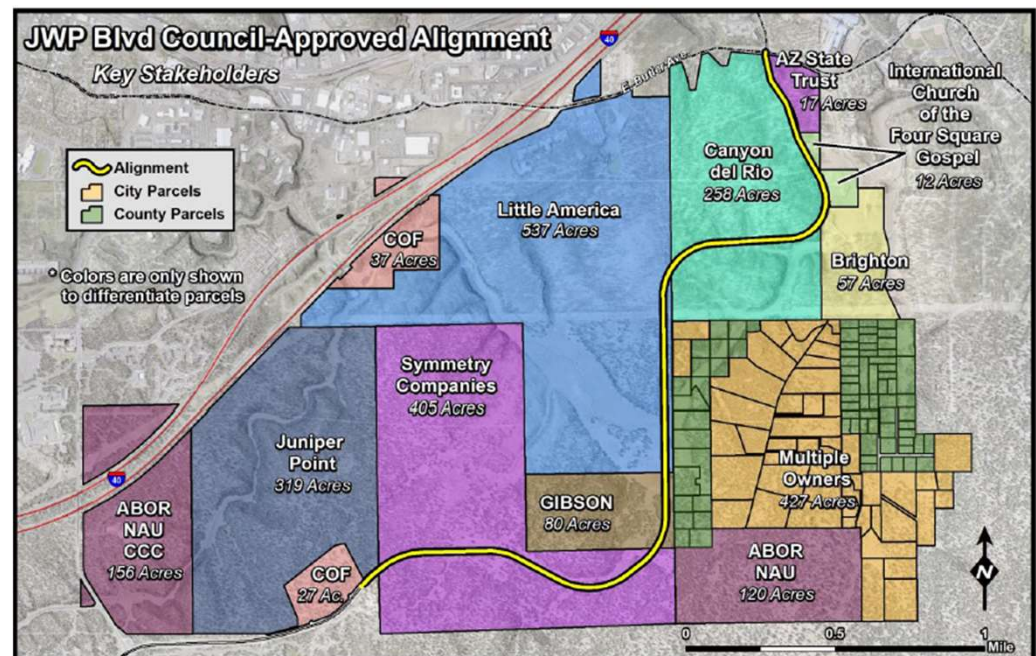 JWP Blvd Council-Approved Alignment
Key Stakeholders
40
E. Butler Ave
AZ State
Trust
17 Acres
International
Church
of the
Four Square
Gospel
12 Acres
Alignment
City Parcels
County Parcels
* Colors are only shown
to differentiate parcels
COF
37 Acres
Little America
537 Acres
Canyon
del Rio
258 Acres
Brighton
57 Acres
Symmetry
Companies
405 Acres
Juniper
Point
319 Acres
Multiple
Owners
427 Acres
GIBSON
80 Acres
40
ABOR
NAU
CCC
156 Acres
COF
27 Ac.
ABOR
NAU
120 Acres
N
0 0.5 1
Mile